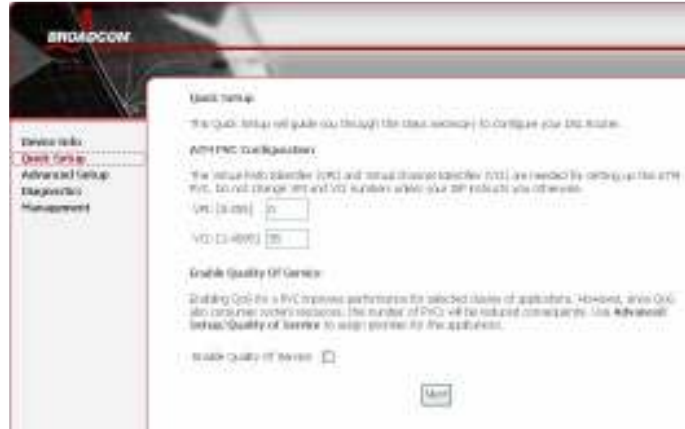 BROADCOM
Quick Setup
This Quick Setup will guide you through the steps necessary to configure your DSL Router.
Device Info
Quick Setup
Advanced Setup
Diagnostics
Management
ATM PVC Configuration
The Virtual Path Identifier (VPI) and Virtual Channel Identifier (VCI) are needed for setting up the ATM
PVC. Do not change VPI and VCI numbers unless your ISP instructs you otherwise.
VPI: [0-255] 0
VCI: [32-65535] 35
Enable Quality Of Service
Enabling QoS for a PVC improves performance for selected classes of applications. However, since QoS
also consumes system resources, the number of PVCs will be reduced consequently. Use Advanced
Setup/Quality of Service to assign priorities for the applications.
Enable Quality Of Service
Next